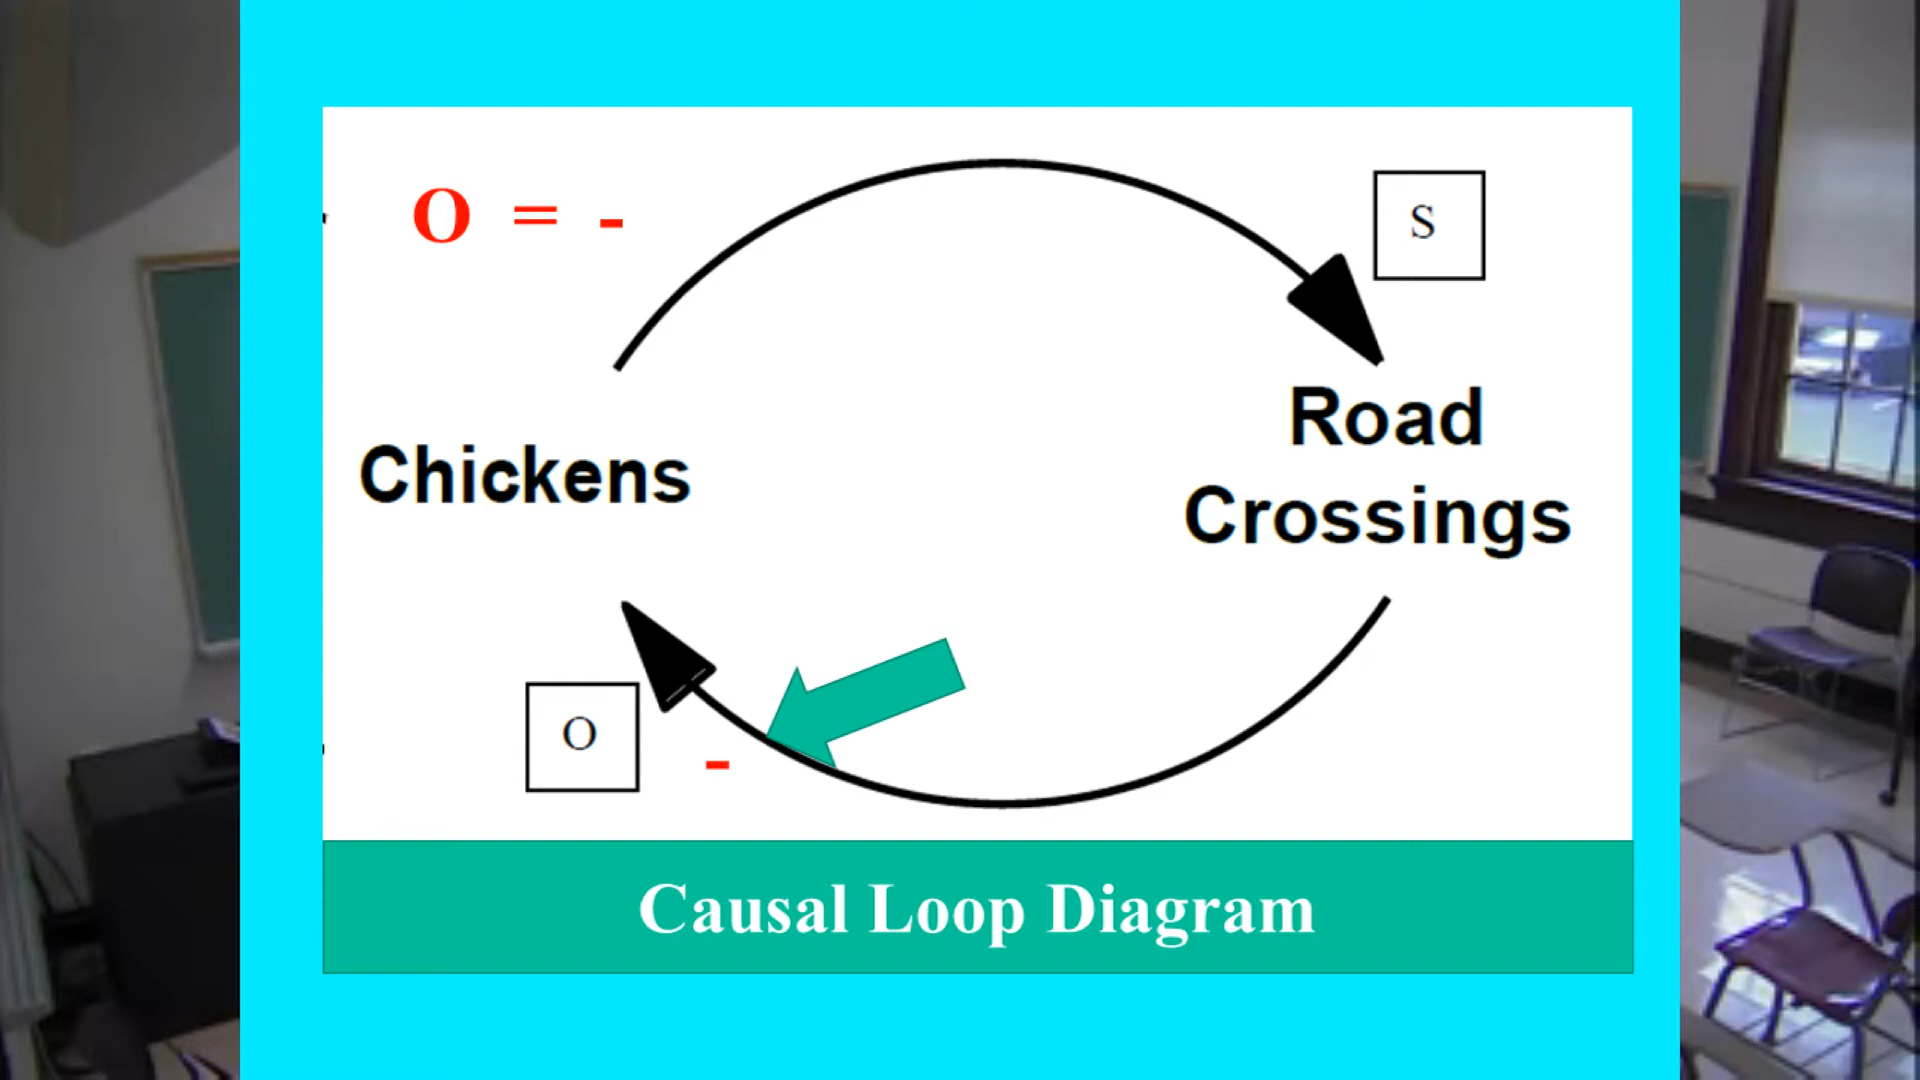 O = -
S
Chickens
Road
Crossings
O
-
Causal Loop Diagram